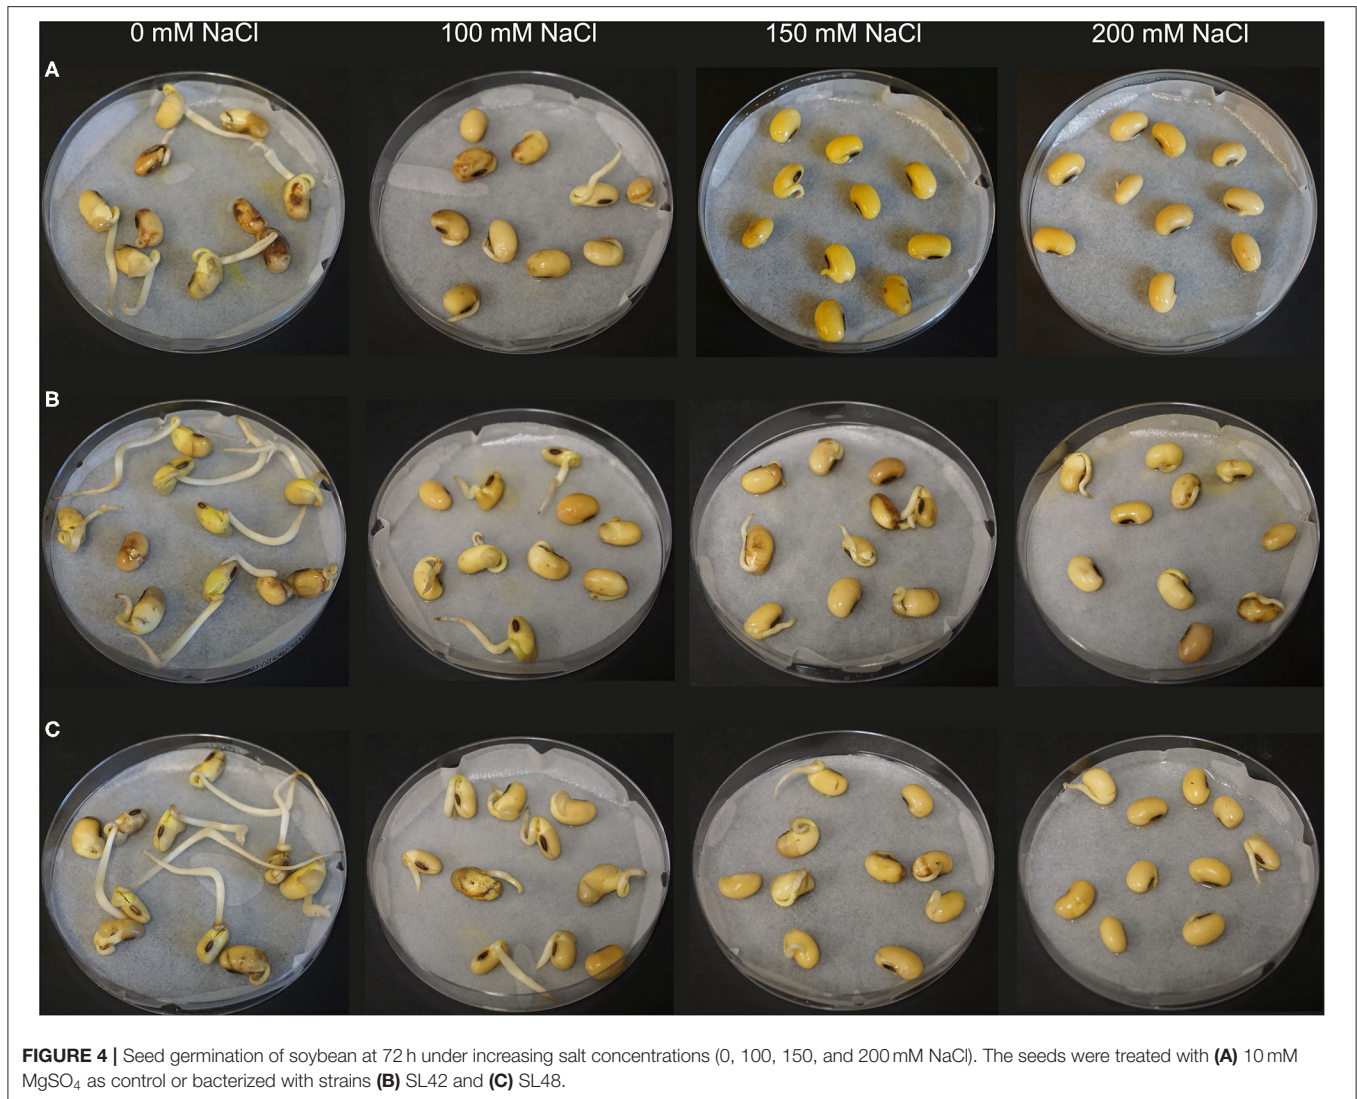 0 mM NaCl 100 mM NaCl 150 mM NaCl 200 mM NaCl
A
B
C
FIGURE 4 | Seed germination of soybean at 72 h under increasing salt concentrations (0, 100, 150, and 200 mM NaCl). The seeds were treated with (A) 10 mM
MgSO₄ as control or bacterized with strains (B) SL42 and (C) SL48.